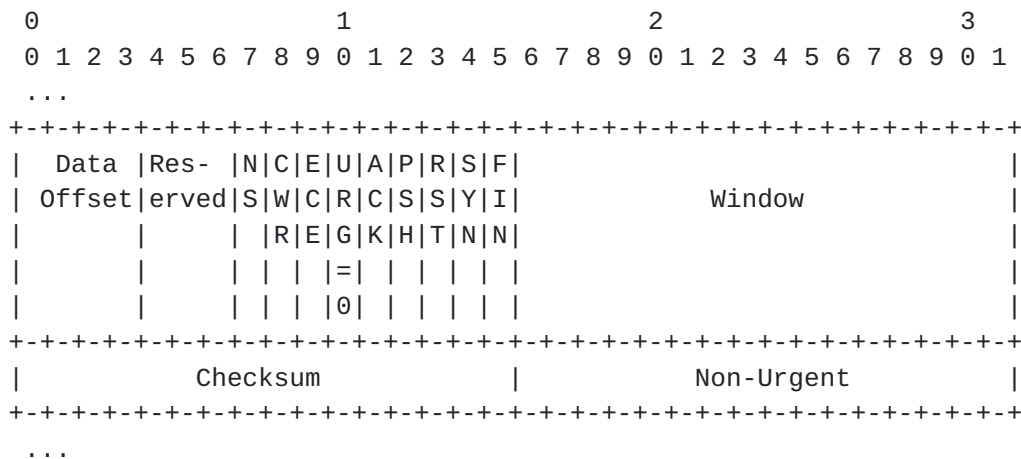 0                   1                   2                   3
 0 1 2 3 4 5 6 7 8 9 0 1 2 3 4 5 6 7 8 9 0 1 2 3 4 5 6 7 8 9 0 1
 ...
+-+-+-+-+-+-+-+-+-+-+-+-+-+-+-+-+-+-+-+-+-+-+-+-+-+-+-+-+-+-+-+-+
|  Data |Res- |N|C|E|U|A|P|R|S|F|                               |
| Offset|erved|S|W|C|R|C|S|S|Y|I|            Window             |
|       |     | |R|E|G|K|H|T|N|N|                               |
|       |     | | | |=| | | | | |                               |
|       |     | | | |0| | | | | |                               |
+-+-+-+-+-+-+-+-+-+-+-+-+-+-+-+-+-+-+-+-+-+-+-+-+-+-+-+-+-+-+-+-+
|           Checksum            |           Non-Urgent          |
+-+-+-+-+-+-+-+-+-+-+-+-+-+-+-+-+-+-+-+-+-+-+-+-+-+-+-+-+-+-+-+-+
 ...